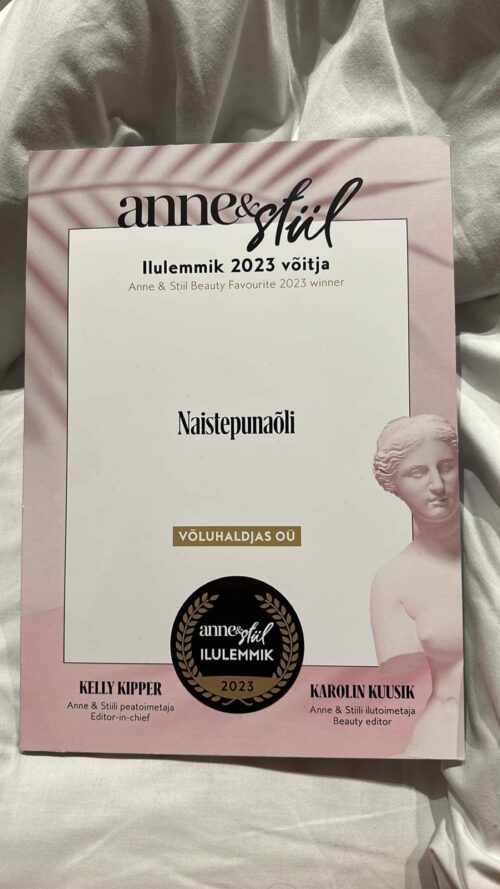 anne&stiil
Ilulemmik 2023 võitja
Anne & Stiil Beauty Favourite 2023 winner
Naistepunaõli
VÕLUHALDJAS OÜ
anne&stiil
ILULEMMIK
2023
KELLY KIPPER
Anne & Stiili peatoimetaja
Editor-in-chief
KAROLIN KUUSIK
Anne & Stiili ilutoimetaja
Beauty editor